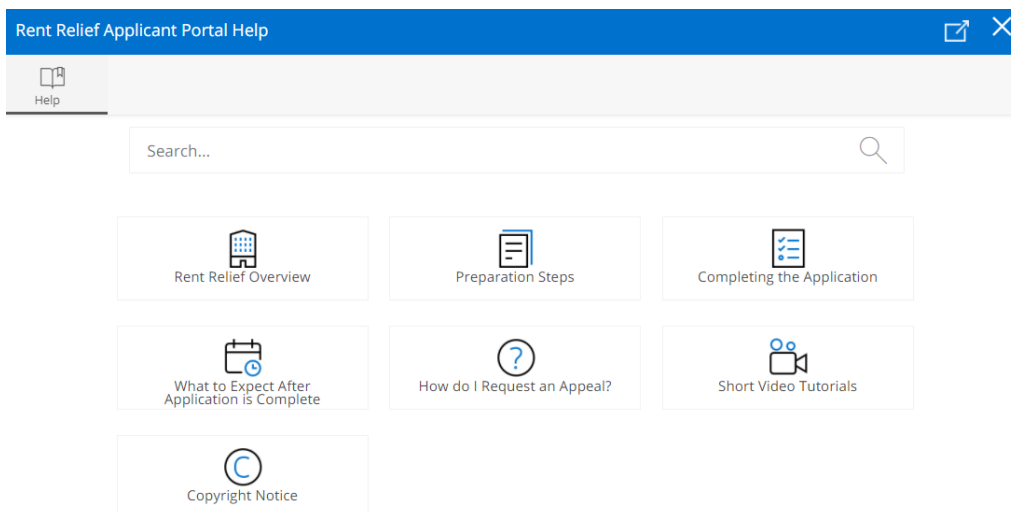 Rent Relief Applicant Portal Help
Help
Search...
Rent Relief Overview
Preparation Steps
Completing the Application
What to Expect After
Application is Complete
How do I Request an Appeal?
Short Video Tutorials
Copyright Notice